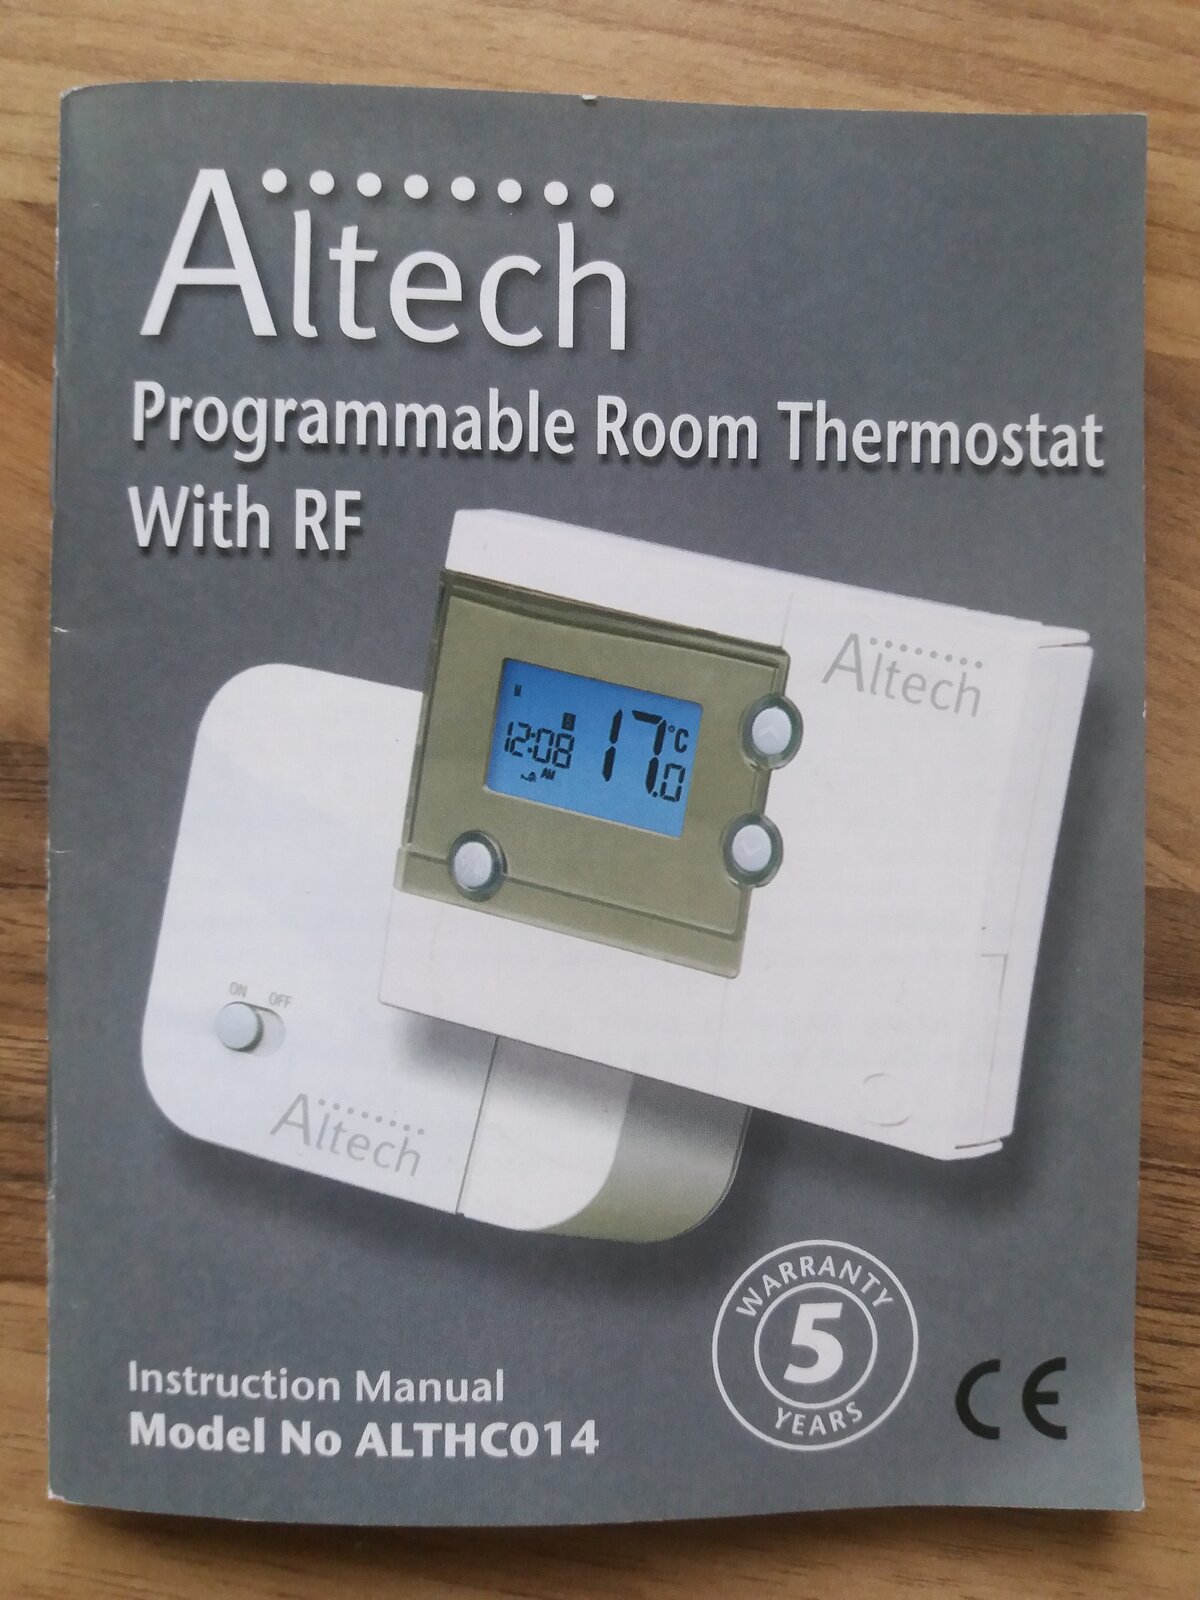 Altech
Programmable Room Thermostat
With RF
Altech
12:08 17.0 °C
AM
ON OFF
Altech
WARRANTY
5
YEARS
Instruction Manual
Model No ALTHC014
CE